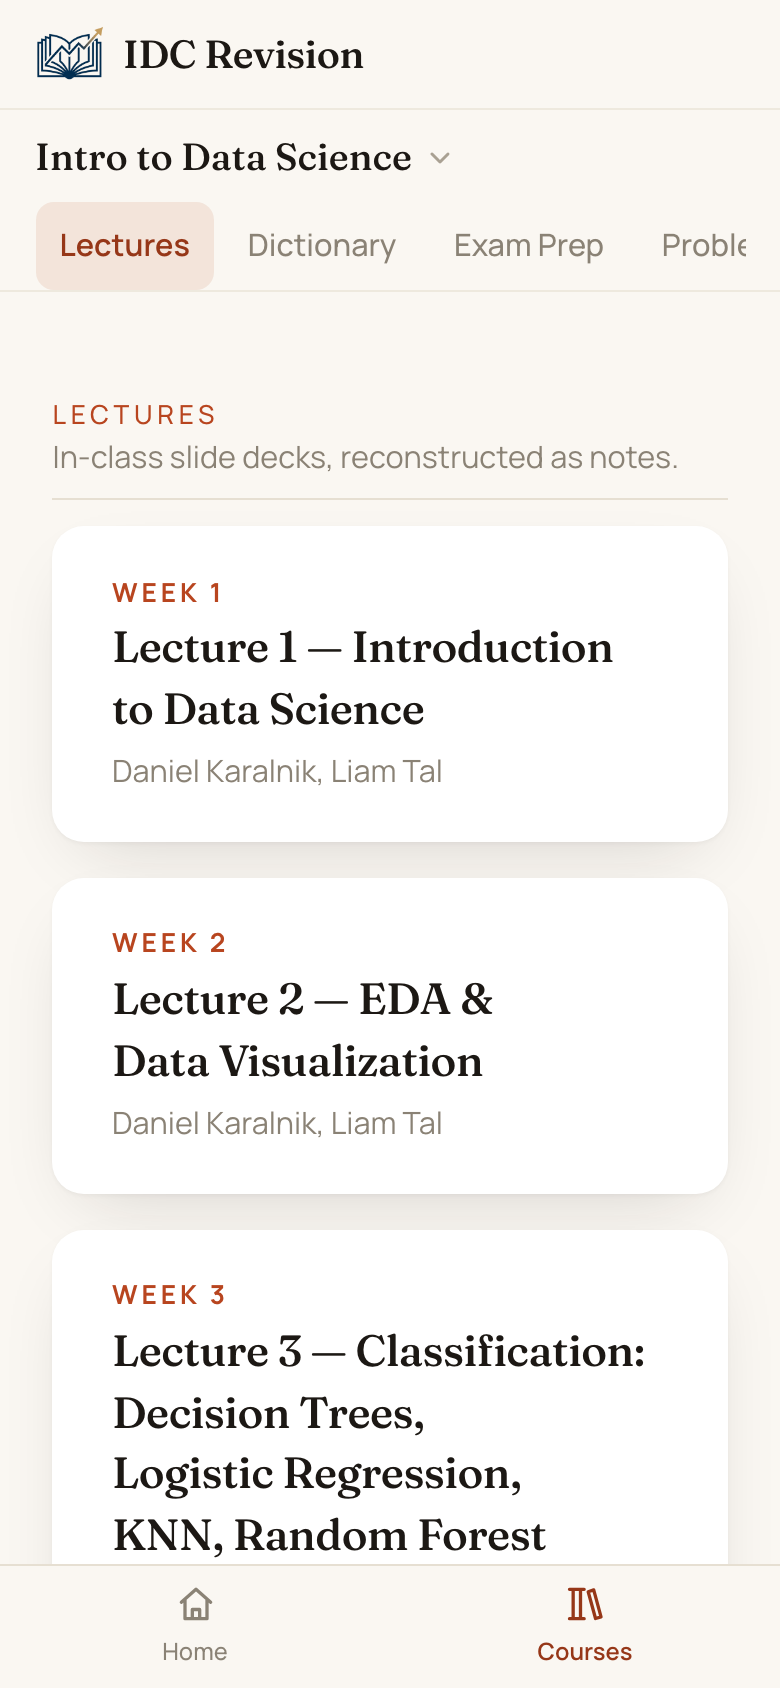 IDC Revision
Intro to Data Science
Lectures Dictionary Exam Prep Proble
LECTURES
In-class slide decks, reconstructed as notes.
WEEK 1
Lecture 1 — Introduction
to Data Science
Daniel Karalnik, Liam Tal
WEEK 2
Lecture 2 — EDA &
Data Visualization
Daniel Karalnik, Liam Tal
WEEK 3
Lecture 3 — Classification:
Decision Trees,
Logistic Regression,
KNN, Random Forest
Home Courses